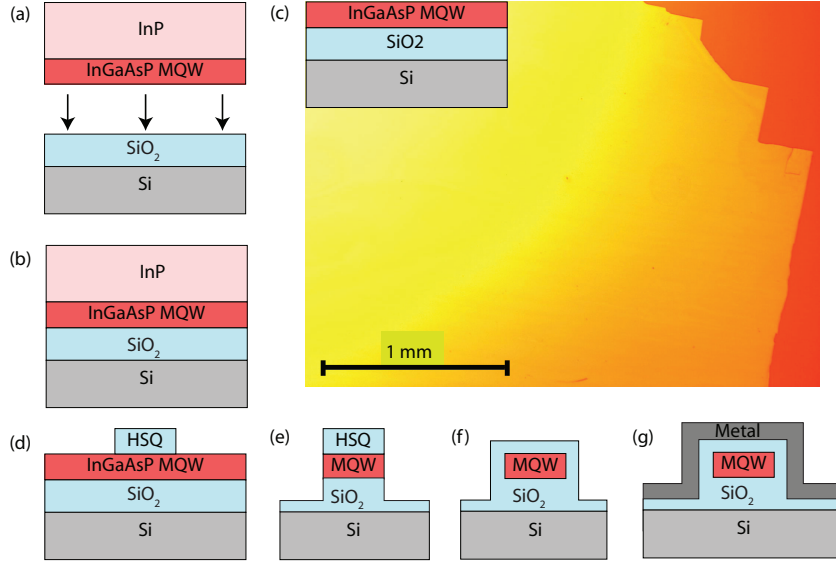 (a)
InP
InGaAsP MQW
SiO₂
Si
(b)
InP
InGaAsP MQW
SiO₂
Si
(c)
InGaAsP MQW
SiO2
Si
1 mm
(d)
HSQ
InGaAsP MQW
SiO₂
Si
(e)
HSQ
MQW
SiO₂
Si
(f)
MQW
SiO₂
Si
(g)
Metal
MQW
SiO₂
Si